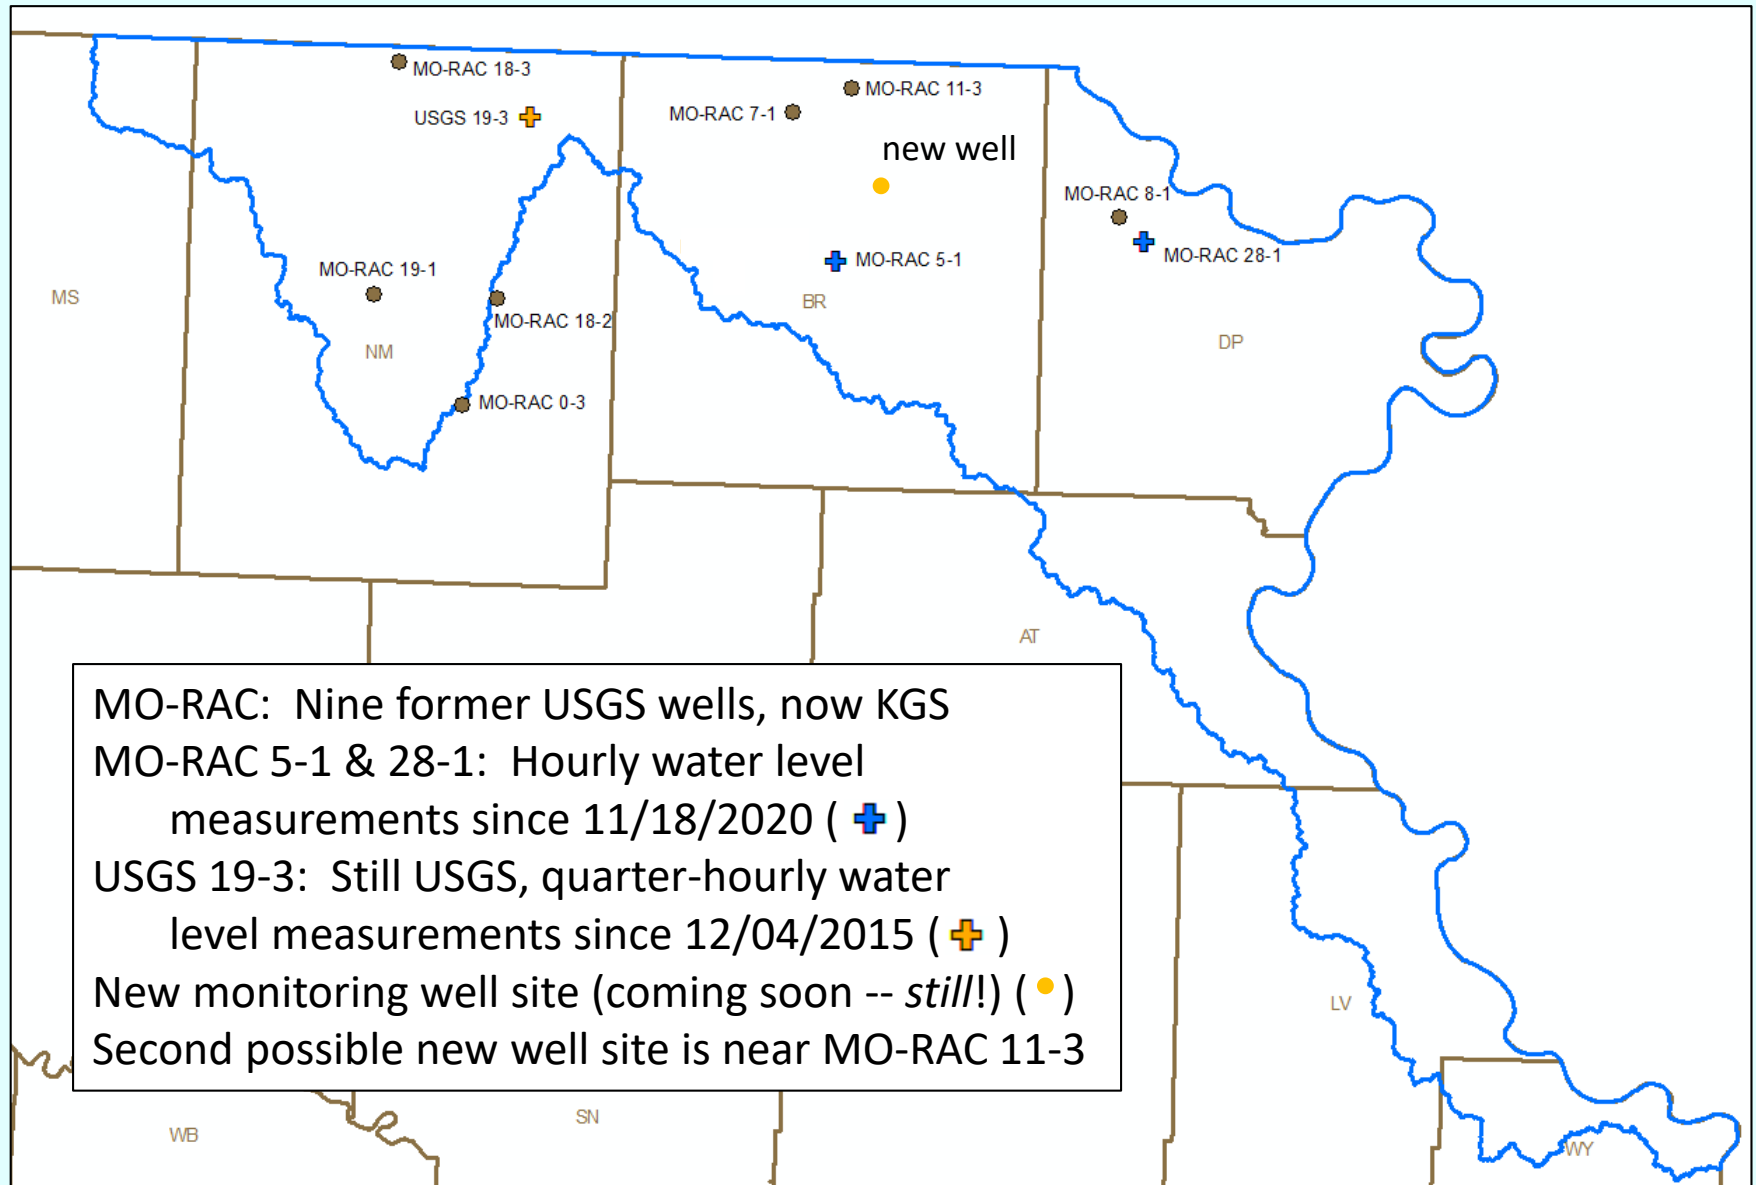 MO-RAC 18-3
USGS 19-3
MO-RAC 11-3
MO-RAC 7-1
new well
MO-RAC 8-1
MO-RAC 28-1
MO-RAC 5-1
MO-RAC 19-1
MS
BR
MO-RAC 18-2
DP
NM
MO-RAC 0-3
AT
MO-RAC: Nine former USGS wells, now KGS
MO-RAC 5-1 & 28-1: Hourly water level
measurements since 11/18/2020 ( )
USGS 19-3: Still USGS, quarter-hourly water
level measurements since 12/04/2015 ( )
New monitoring well site (coming soon -- still!) ( )
Second possible new well site is near MO-RAC 11-3
LV
SN
WB
WY